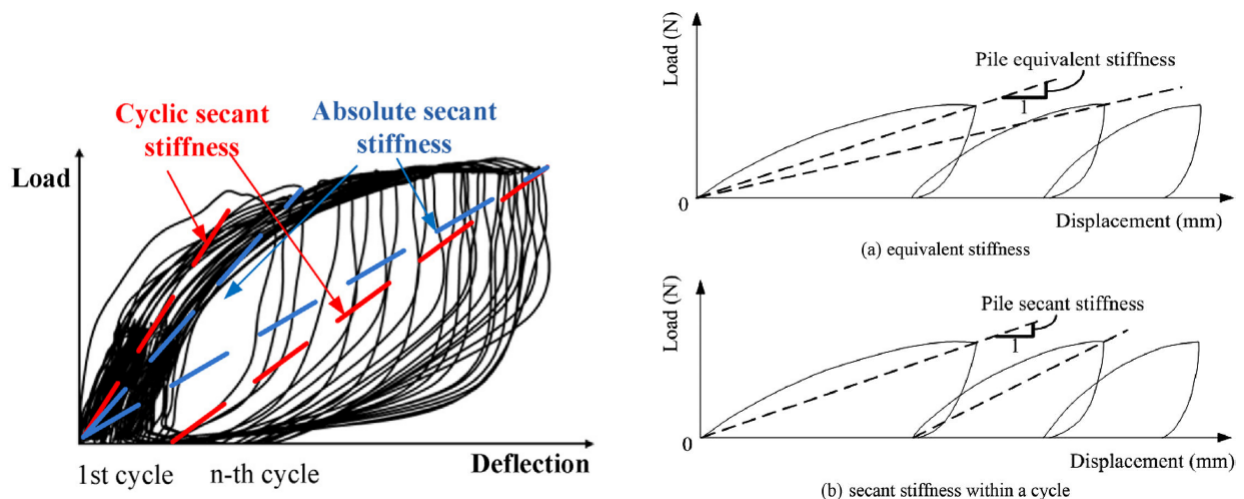 Cyclic secant
stiffness
Absolute secant
stiffness
Load
Deflection
1st cycle
n-th cycle
Load (N)
Pile equivalent stiffness
1
0
Displacement (mm)
(a) equivalent stiffness
Load (N)
Pile secant stiffness
1
0
Displacement (mm)
(b) secant stiffness within a cycle